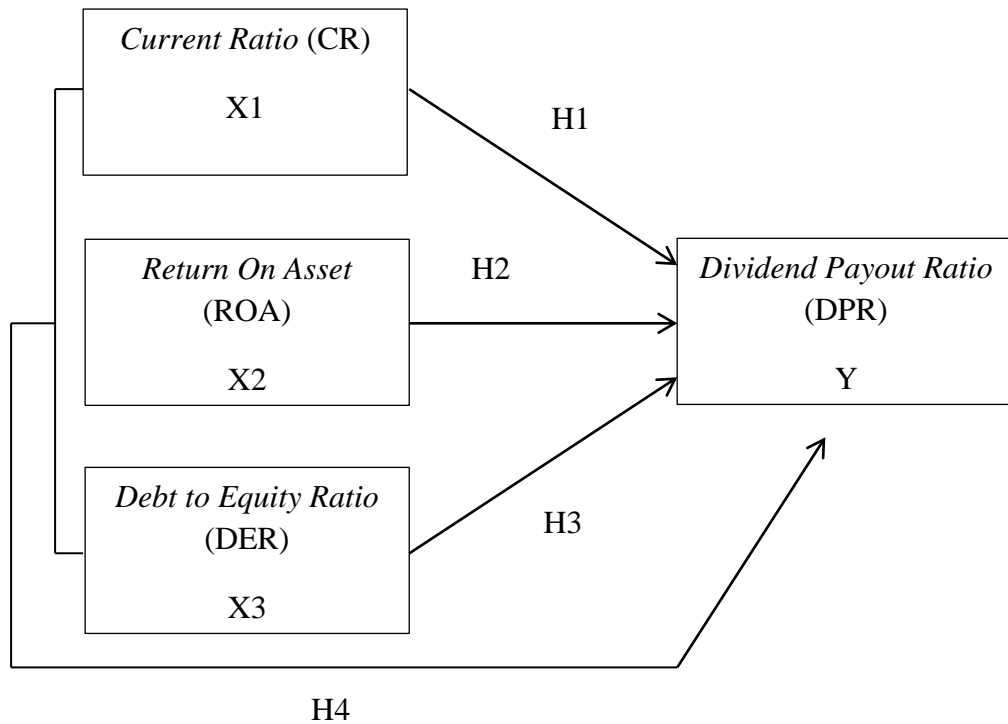 Current Ratio (CR)
X1
H1
Return On Asset
(ROA)
X2
H2
Dividend Payout Ratio
(DPR)
Y
Debt to Equity Ratio
(DER)
X3
H3
H4